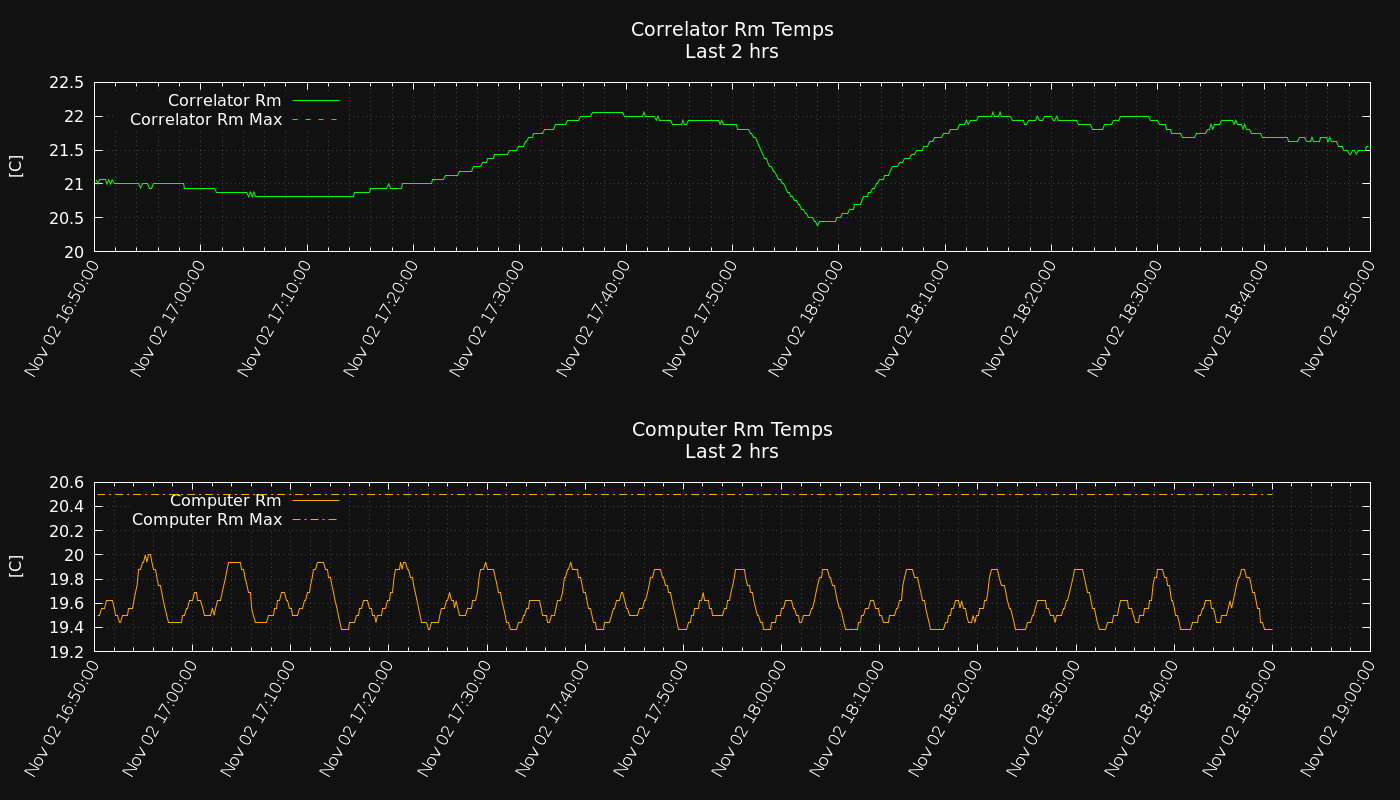 Correlator Rm Temps
Last 2 hrs
[C]
22.5
22
21.5
21
20.5
20
Correlator Rm
Correlator Rm Max
Nov 02 16:50:00
Nov 02 17:00:00
Nov 02 17:10:00
Nov 02 17:20:00
Nov 02 17:30:00
Nov 02 17:40:00
Nov 02 17:50:00
Nov 02 18:00:00
Nov 02 18:10:00
Nov 02 18:20:00
Nov 02 18:30:00
Nov 02 18:40:00
Nov 02 18:50:00
Computer Rm Temps
Last 2 hrs
[C]
20.6
20.4
20.2
20
19.8
19.6
19.4
19.2
Computer Rm
Computer Rm Max
Nov 02 16:50:00
Nov 02 17:00:00
Nov 02 17:10:00
Nov 02 17:20:00
Nov 02 17:30:00
Nov 02 17:40:00
Nov 02 17:50:00
Nov 02 18:00:00
Nov 02 18:10:00
Nov 02 18:20:00
Nov 02 18:30:00
Nov 02 18:40:00
Nov 02 18:50:00
Nov 02 19:00:00